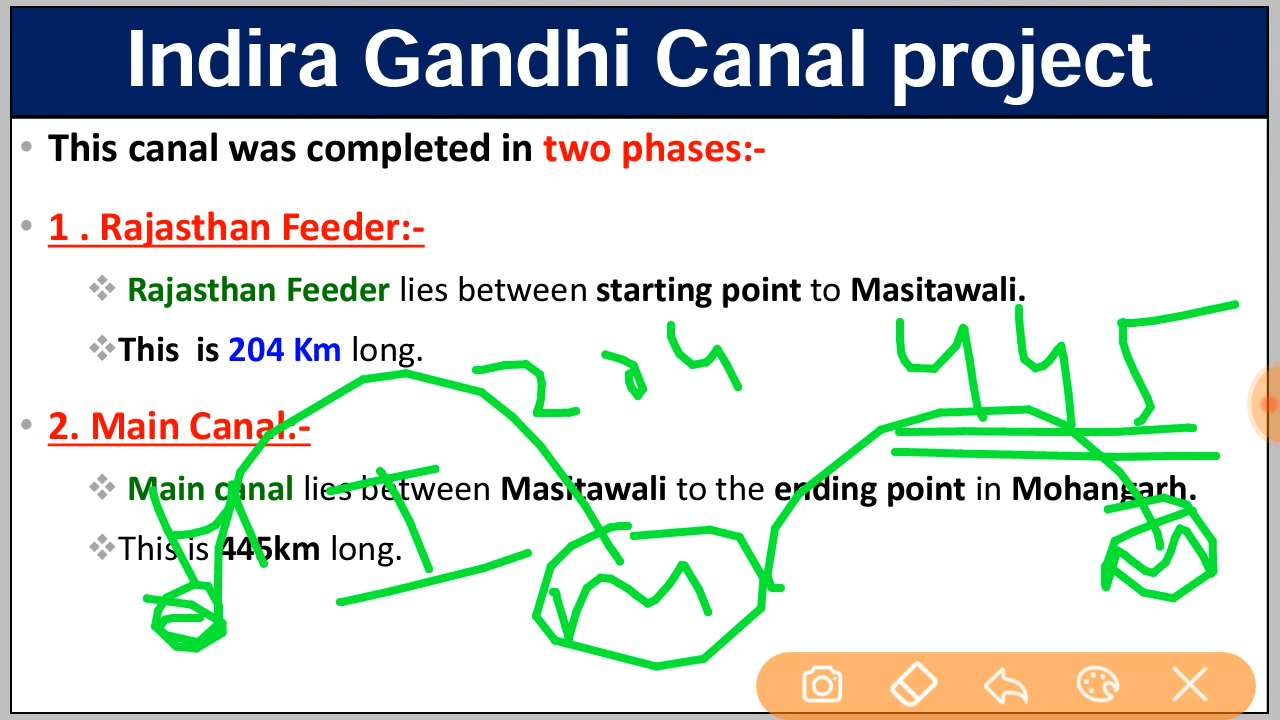 Indira Gandhi Canal project
• This canal was completed in two phases:-
• 1 . Rajasthan Feeder:-
❖ Rajasthan Feeder lies between starting point to Masitawali.
❖This is 204 Km long.
204 445
• 2. Main Canal:-
❖ Main canal lies between Masitawali to the ending point in Mohangarh.
❖This is 445km long.
H I
M M